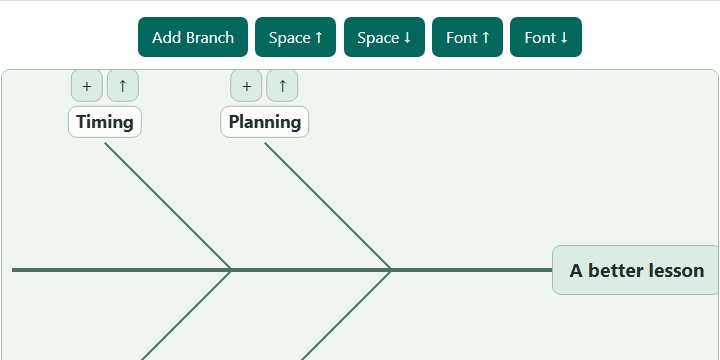 Add Branch Space ↑ Space ↓ Font ↑ Font ↓
+ ↑ + ↑
Timing Planning
A better lesson